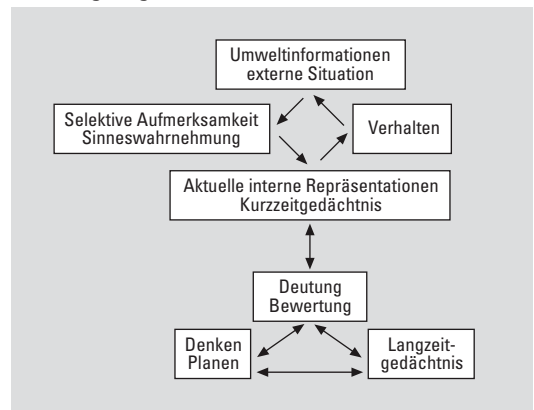 Umweltinformationen
externe Situation
Selektive Aufmerksamkeit
Sinneswahrnehmung
Verhalten
Aktuelle interne Repräsentationen
Kurzzeitgedächtnis
Deutung
Bewertung
Denken
Planen
Langzeit-
gedächtnis